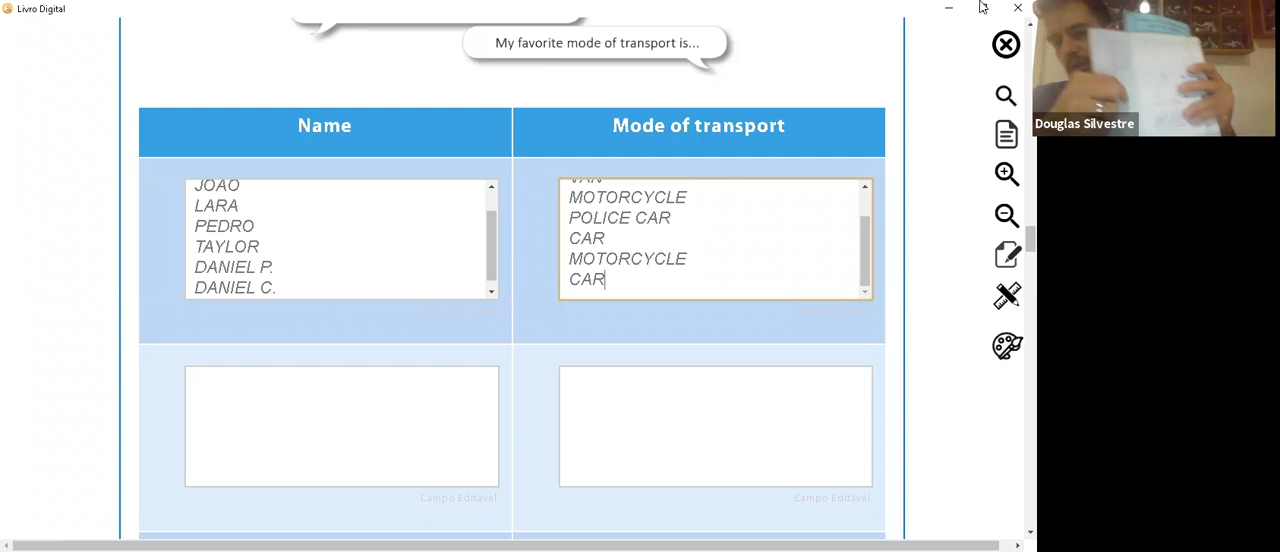 Livro Digital
My favorite mode of transport is...
Douglas Silvestre
Name
Mode of transport
JOAO
LARA
PEDRO
TAYLOR
DANIEL P.
DANIEL C.
VAN
MOTORCYCLE
POLICE CAR
CAR
MOTORCYCLE
CAR
Campo Editável
Campo Editável